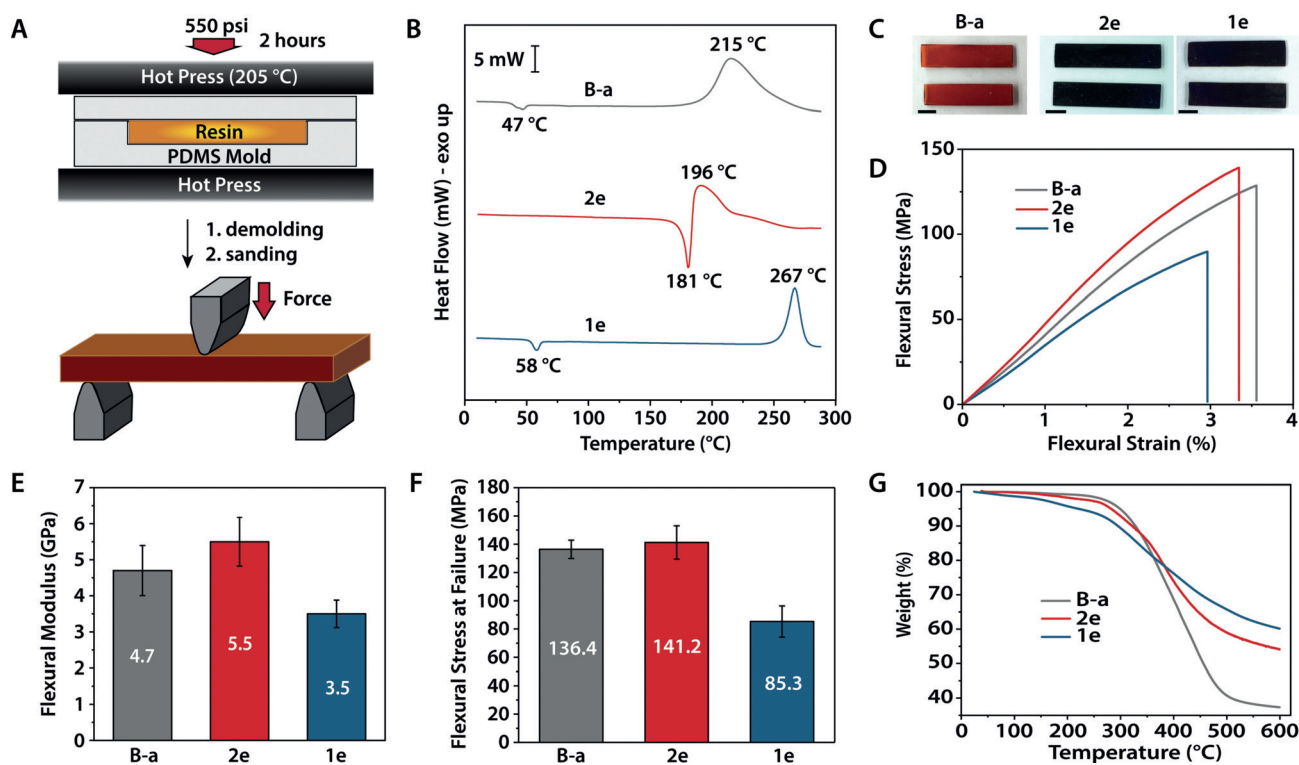 A
550 psi
2 hours
Hot Press (205 °C)
Resin
PDMS Mold
Hot Press
1. demolding
2. sanding
Force
B
5 mW
215 °C
B-a
47 °C
196 °C
2e
181 °C
267 °C
1e
58 °C
Heat Flow (mW) - exo up
0 50 100 150 200 250 300
Temperature (°C)
C
B-a 2e 1e
D
150
100
50
0
B-a
2e
1e
Flexural Stress (MPa)
0 1 2 3 4
Flexural Strain (%)
E
7
6
5
4
3
2
1
0
Flexural Modulus (GPa)
4.7 5.5 3.5
B-a 2e 1e
F
180
160
140
120
100
80
60
40
20
0
Flexural Stress at Failure (MPa)
136.4 141.2 85.3
B-a 2e 1e
G
100
90
80
70
60
50
40
Weight (%)
B-a
2e
1e
0 100 200 300 400 500 600
Temperature (°C)